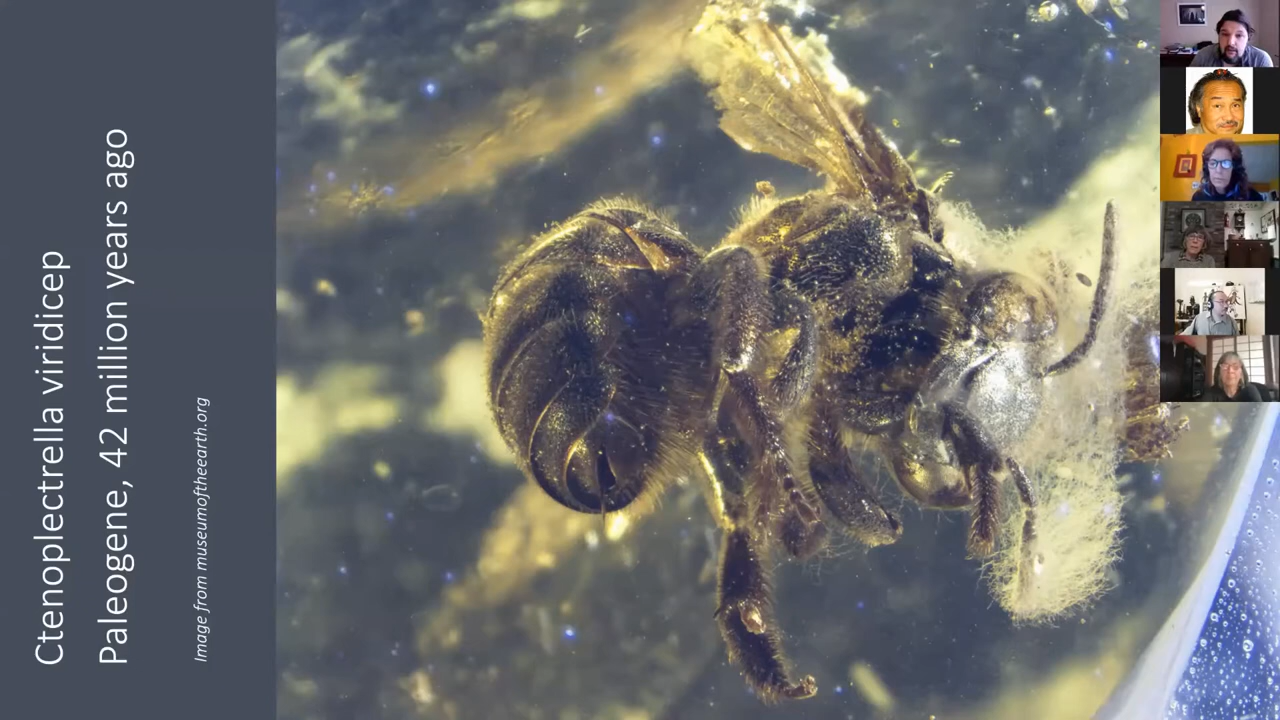 Ctenoplectrella viridicep
Paleogene, 42 million years ago
Image from museumoftheearth.org